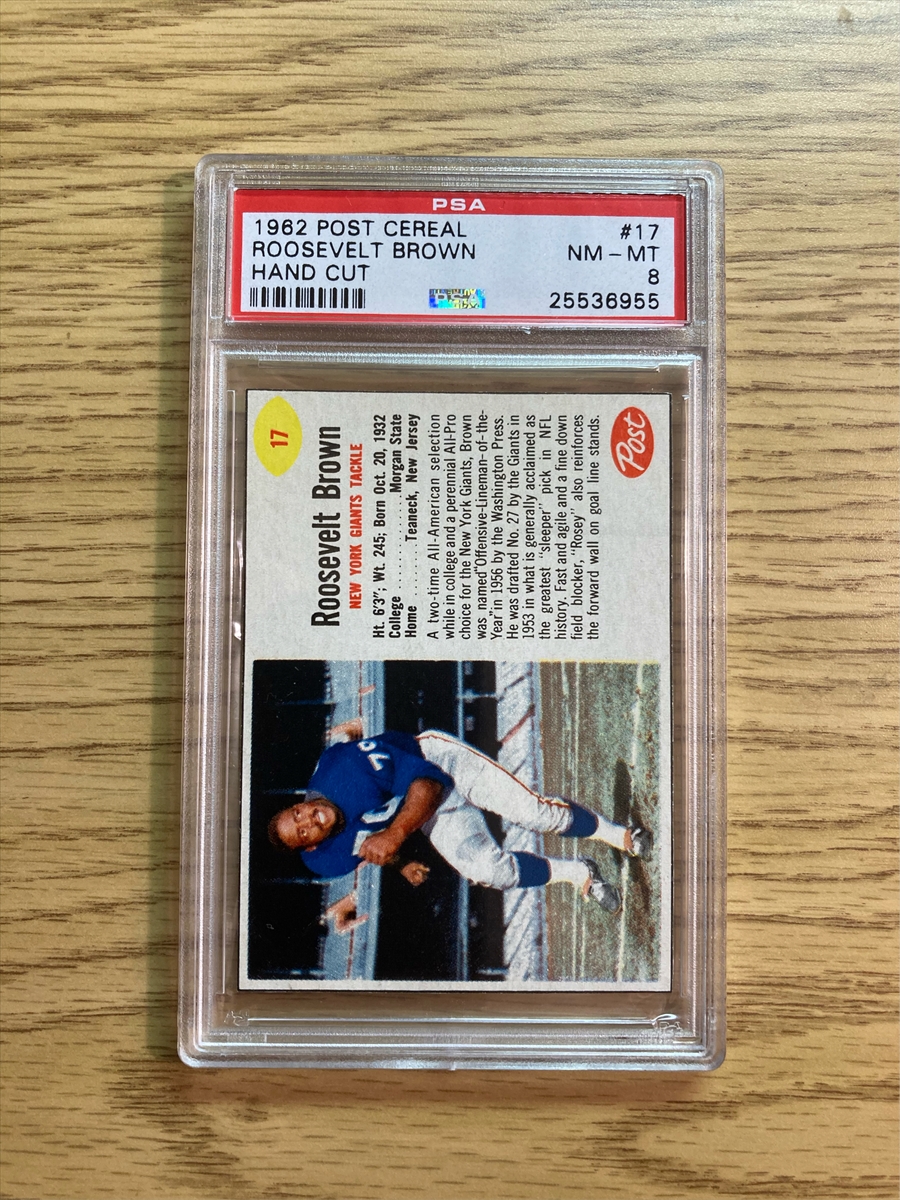 PSA
1962 POST CEREAL #17
ROOSEVELT BROWN NM-MT
HAND CUT 8
25536955
17
Roosevelt Brown
NEW YORK GIANTS TACKLE
Ht. 6'3"; Wt. 245; Born Oct. 20, 1932
College ........... Morgan State
Home ....... Teaneck, New Jersey
A two-time All-American selection
while in college and a perennial All-Pro
choice for the New York Giants, Brown
was named"Offensive-Lineman-of-the-
Year"in 1956 by the Washington Press.
He was drafted No. 27 by the Giants in
1953 in what is generally acclaimed as
the greatest "sleeper" pick in NFL
history. Fast and agile and a fine down
field blocker, "Rosey" also reinforces
the forward wall on goal line stands.
Post
79